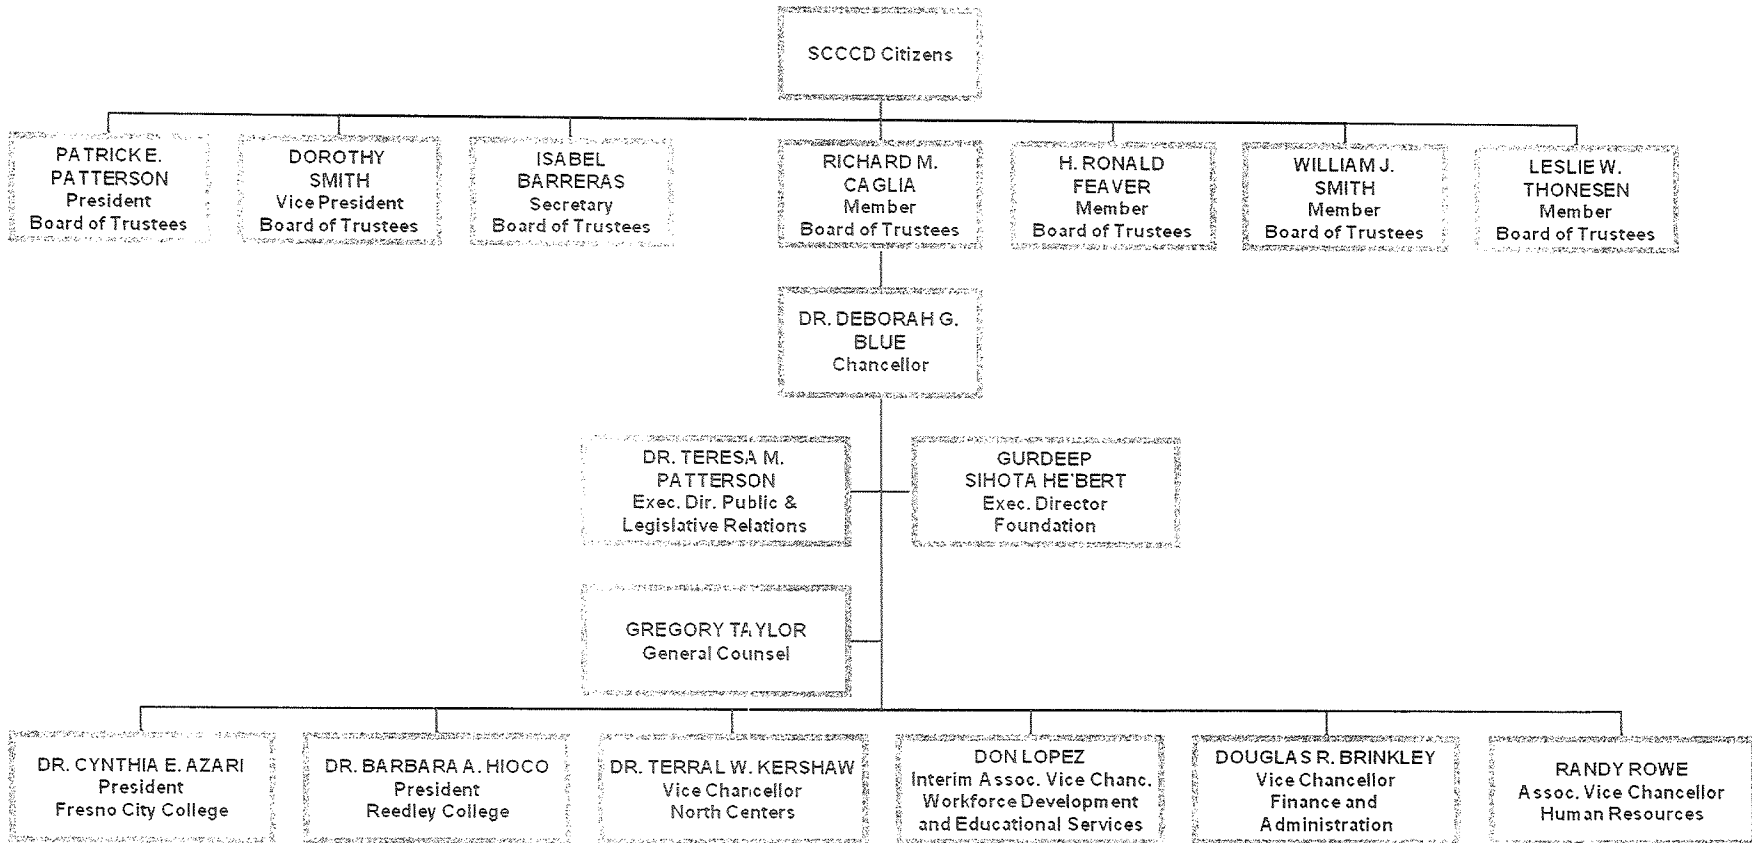 SCCCD Citizens
PATRICK E.
PATTERSON
President
Board of Trustees
DOROTHY
SMITH
Vice President
Board of Trustees
ISABEL
BARRERAS
Secretary
Board of Trustees
RICHARD M.
CAGLIA
Member
Board of Trustees
H. RONALD
FEAVER
Member
Board of Trustees
WILLIAM J.
SMITH
Member
Board of Trustees
LESLIE W.
THONESEN
Member
Board of Trustees
DR. DEBORAH G.
BLUE
Chancellor
DR. TERESA M.
PATTERSON
Exec. Dir. Public &
Legislative Relations
GURDEEP
SIHOTA HE'BERT
Exec. Director
Foundation
GREGORY TAYLOR
General Counsel
DR. CYNTHIA E. AZARI
President
Fresno City College
DR. BARBARA A. HIOCO
President
Reedley College
DR. TERRAL W. KERSHAW
Vice Chancellor
North Centers
DON LOPEZ
Interim Assoc. Vice Chanc.
Workforce Development
and Educational Services
DOUGLAS R. BRINKLEY
Vice Chancellor
Finance and
Administration
RANDY ROWE
Assoc. Vice Chancellor
Human Resources